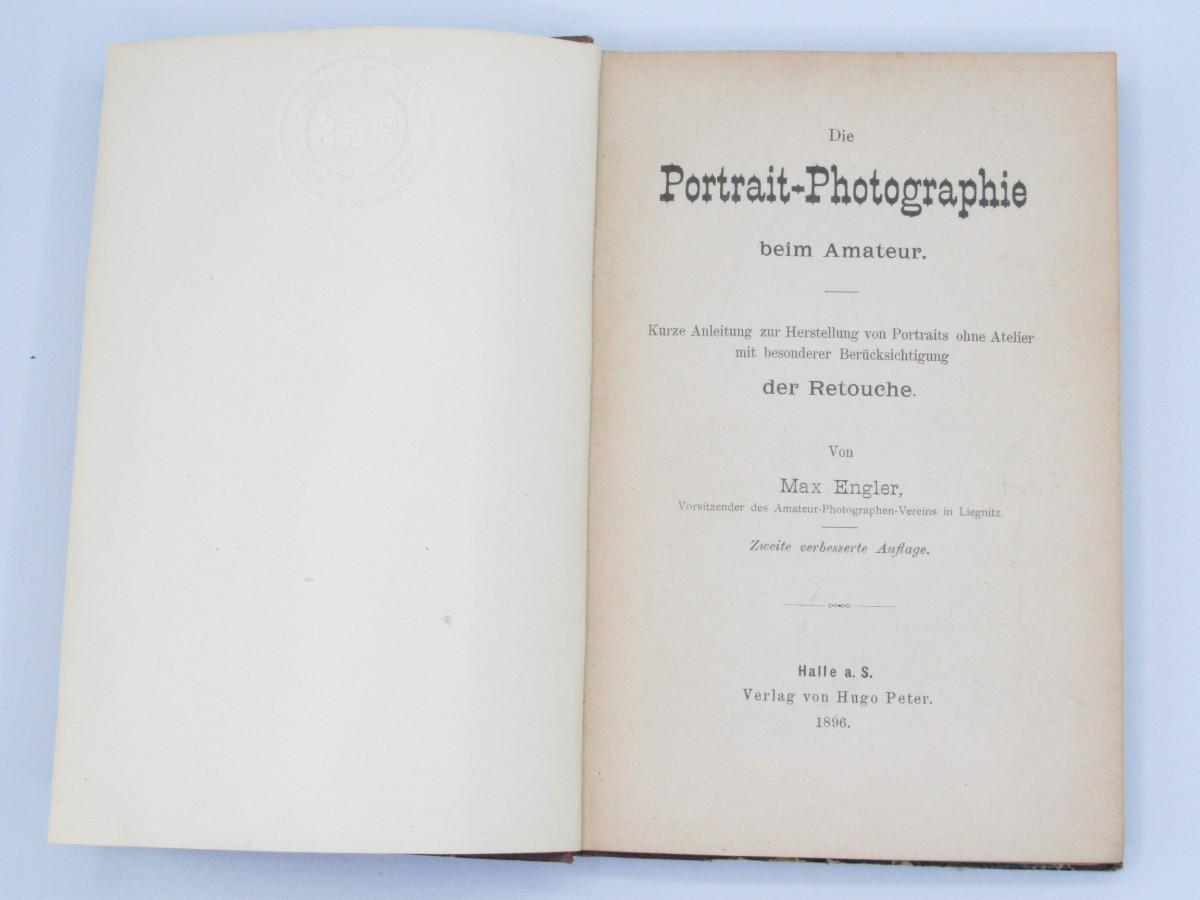 Die
Portrait-Photographie
beim Amateur.
Kurze Anleitung zur Herstellung von Portraits ohne Atelier
mit besonderer Berücksichtigung
der Retouche.
Von
Max Engler,
Vorsitzender des Amateur-Photographen-Vereins in Liegnitz.
Zweite verbesserte Auflage.
Halle a. S.
Verlag von Hugo Peter.
1896.